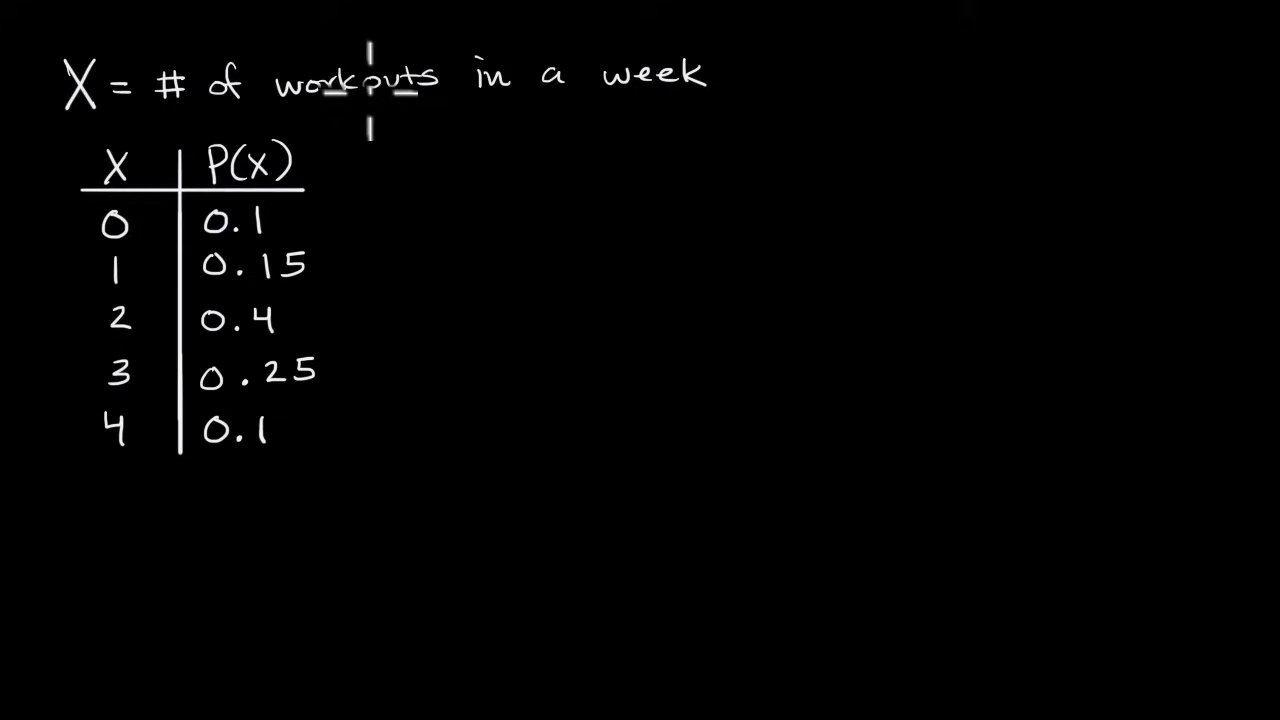 X = # of workouts in a week
X P(X)
0 0.1
1 0.15
2 0.4
3 0.25
4 0.1